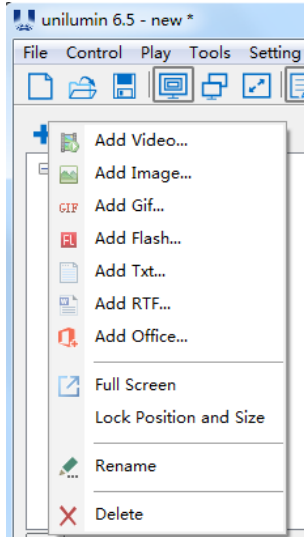 unilumin 6.5 - new *
File Control Play Tools Setting
Add Video...
Add Image...
GIF Add Gif...
FL Add Flash...
Add Txt...
Add RTF...
Add Office...
Full Screen
Lock Position and Size
Rename
Delete